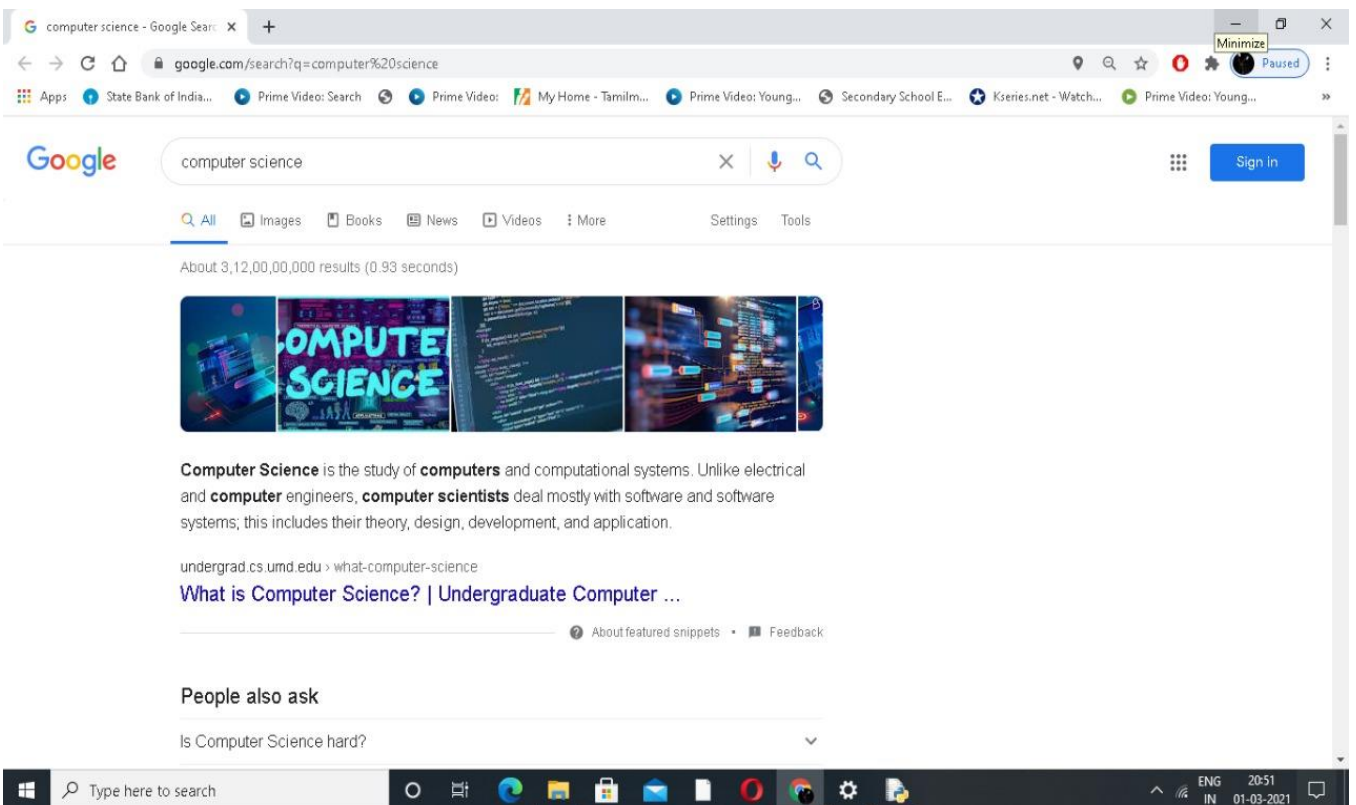 computer science - Google Searc
Minimize
google.com/search?q=computer%20science
Paused
Apps State Bank of India... Prime Video: Search Prime Video: My Home - Tamilm... Prime Video: Young... Secondary School E... Kseries.net - Watch... Prime Video: Young... »
Google computer science Sign in
All Images Books News Videos More Settings Tools
About 3,12,00,00,000 results (0.93 seconds)
COMPUTE
SCIENCE
Computer Science is the study of computers and computational systems. Unlike electrical
and computer engineers, computer scientists deal mostly with software and software
systems; this includes their theory, design, development, and application.
undergrad.cs.umd.edu › what-computer-science
What is Computer Science? | Undergraduate Computer ...
About featured snippets • Feedback
People also ask
Is Computer Science hard?
Type here to search
ENG 20:51
IN 01-03-2021